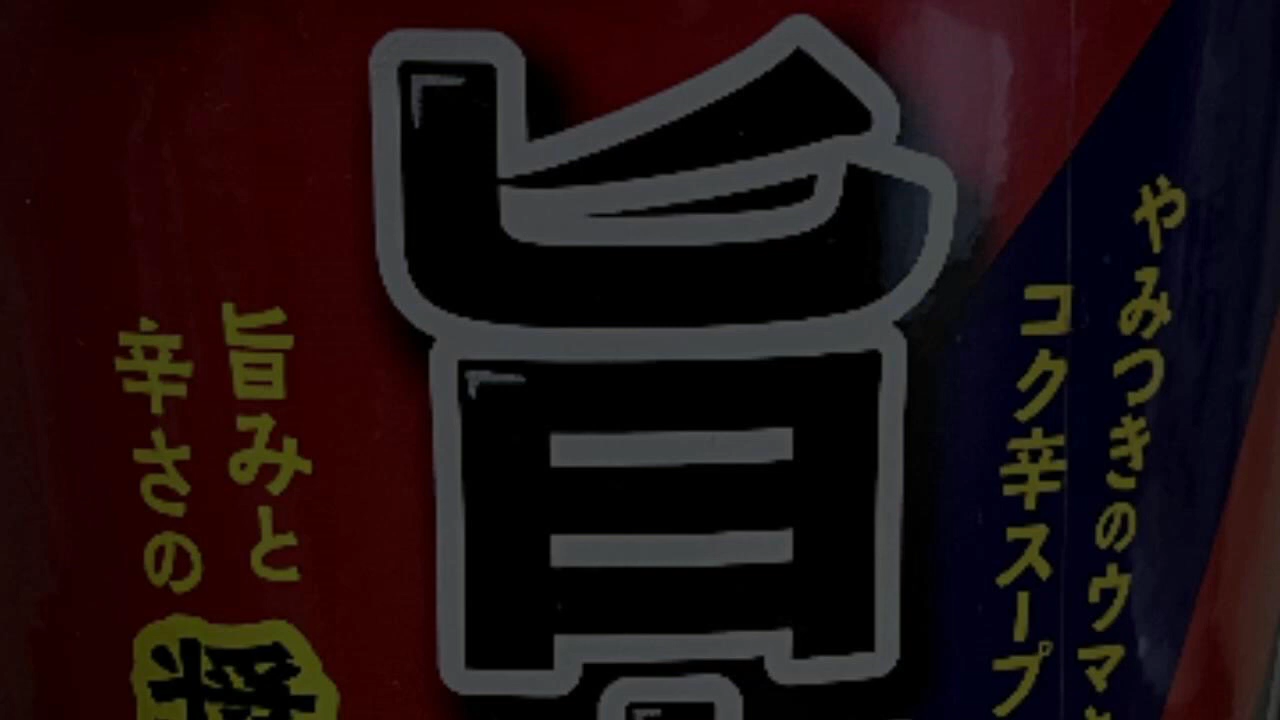 旨
やみつきのウマ
コク辛スープ
旨みと
辛さの